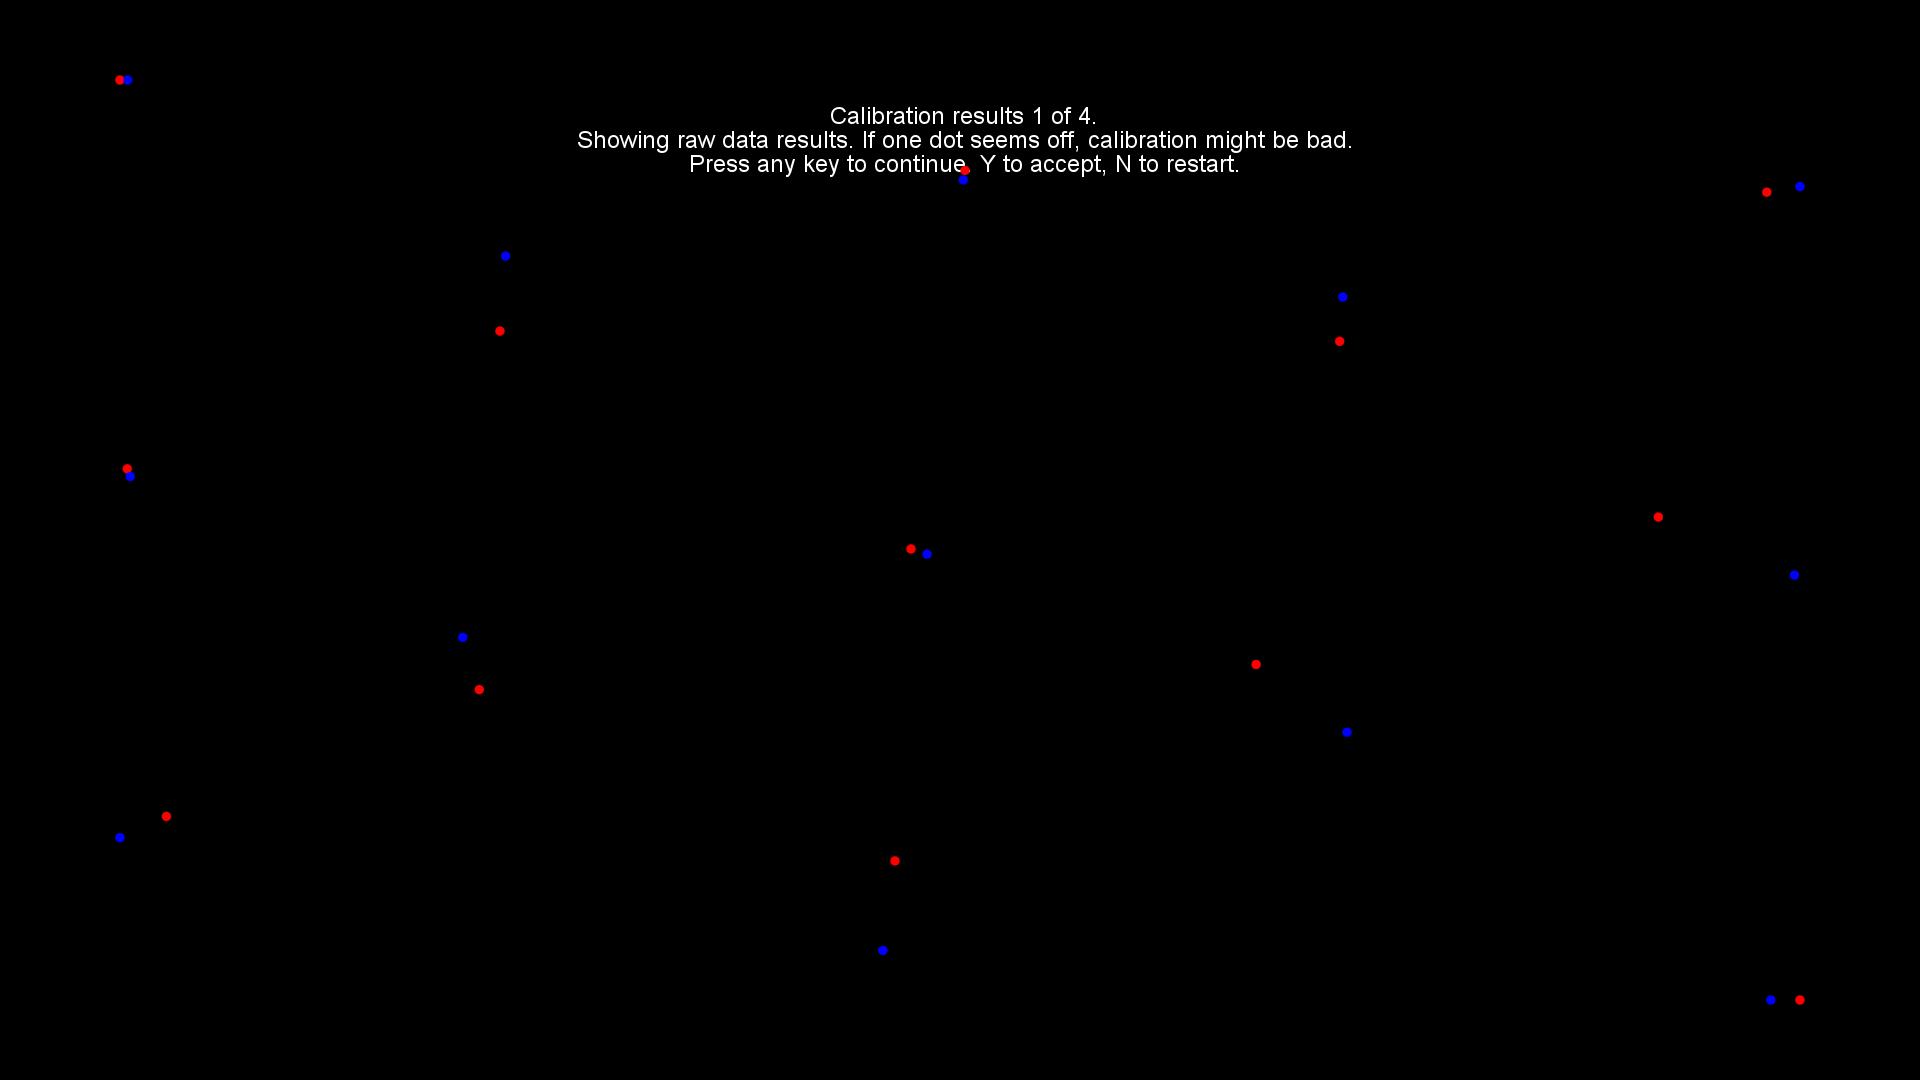 Calibration results 1 of 4.
Showing raw data results. If one dot seems off, calibration might be bad.
Press any key to continue, Y to accept, N to restart.